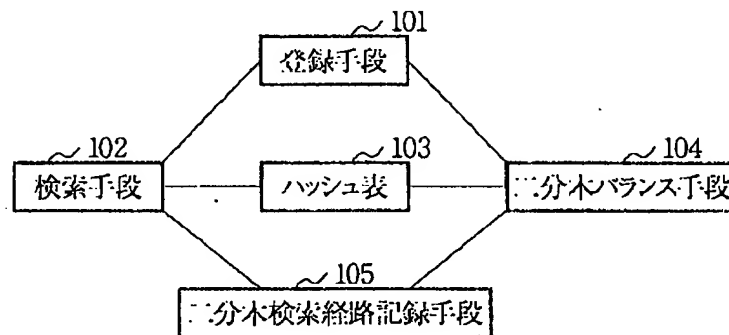 101
登録手段
102
検索手段
103
ハッシュ表
104
二分木バランス手段
105
二分木検索経路記録手段